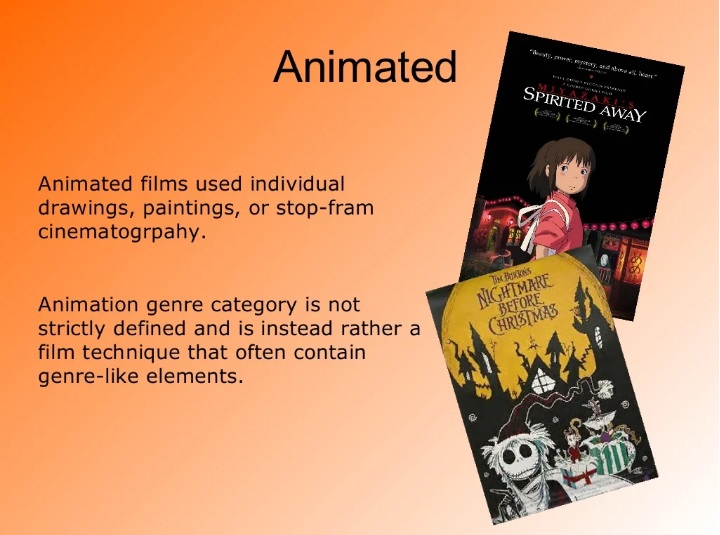 Animated
Animated films used individual
drawings, paintings, or stop-fram
cinematogrpahy.
Animation genre category is not
strictly defined and is instead rather a
film technique that often contain
genre-like elements.
"Beauty, power, mystery, and above all, heart."
MIYAZAKI'S
SPIRITED AWAY
TIM BURTON'S
NIGHTMARE
BEFORE
CHRISTMAS